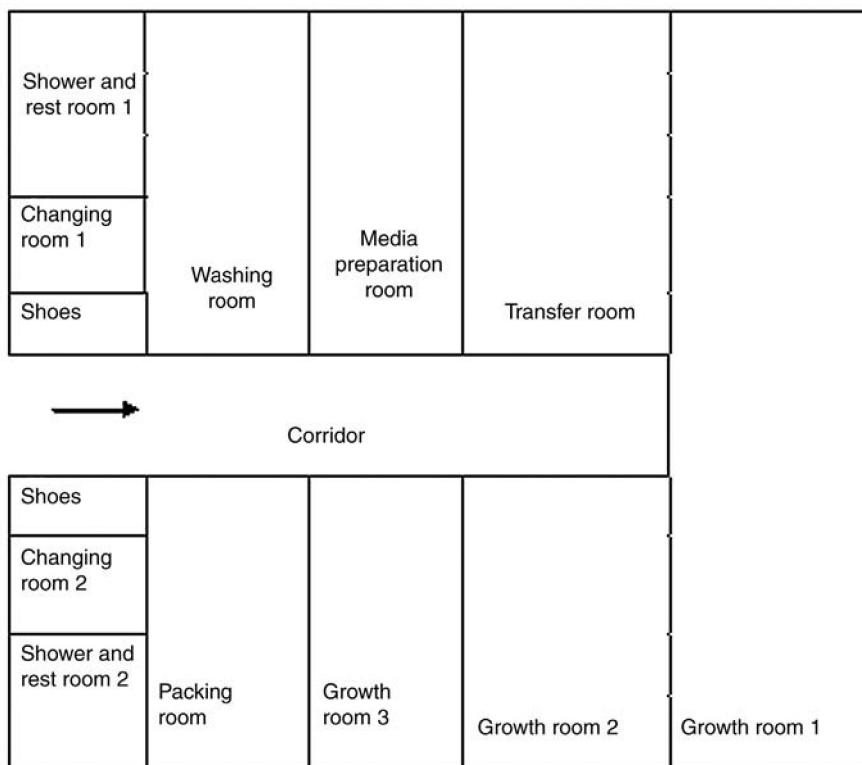 Shower and
rest room 1
Changing
room 1
Shoes
Washing
room
Media
preparation
room
Transfer room
Corridor
Shoes
Changing
room 2
Shower and
rest room 2
Packing
room
Growth
room 3
Growth room 2
Growth room 1